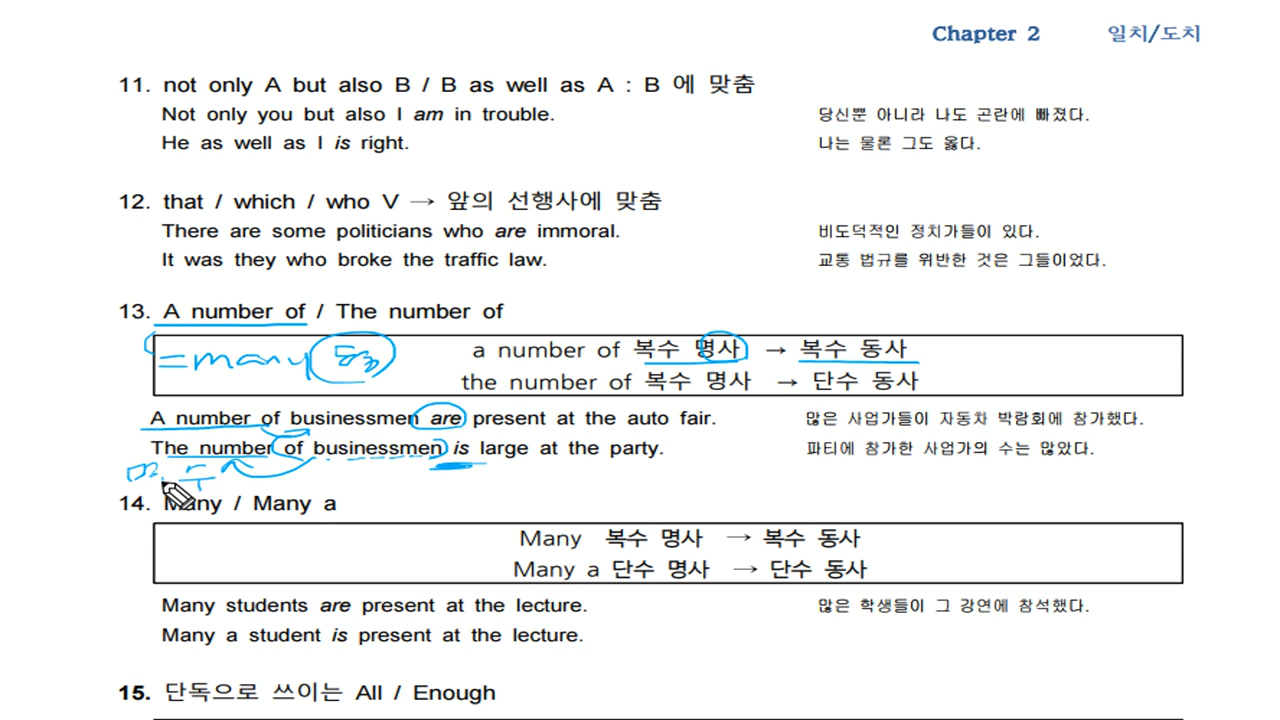 Chapter 2 일치/도치
11. not only A but also B / B as well as A : B 에 맞춤
Not only you but also I am in trouble. 당신뿐 아니라 나도 곤란에 빠졌다.
He as well as I is right. 나는 물론 그도 옳다.
12. that / which / who V → 앞의 선행사에 맞춤
There are some politicians who are immoral. 비도덕적인 정치가들이 있다.
It was they who broke the traffic law. 교통 법규를 위반한 것은 그들이었다.
13. A number of / The number of
=many
a number of 복수 명사 → 복수 동사
the number of 복수 명사 → 단수 동사
A number of businessmen are present at the auto fair. 많은 사업가들이 자동차 박람회에 참가했다.
The number of businessmen is large at the party. 파티에 참가한 사업가의 수는 많았다.
14. Many / Many a
Many 복수 명사 → 복수 동사
Many a 단수 명사 → 단수 동사
Many students are present at the lecture. 많은 학생들이 그 강연에 참석했다.
Many a student is present at the lecture.
15. 단독으로 쓰이는 All / Enough